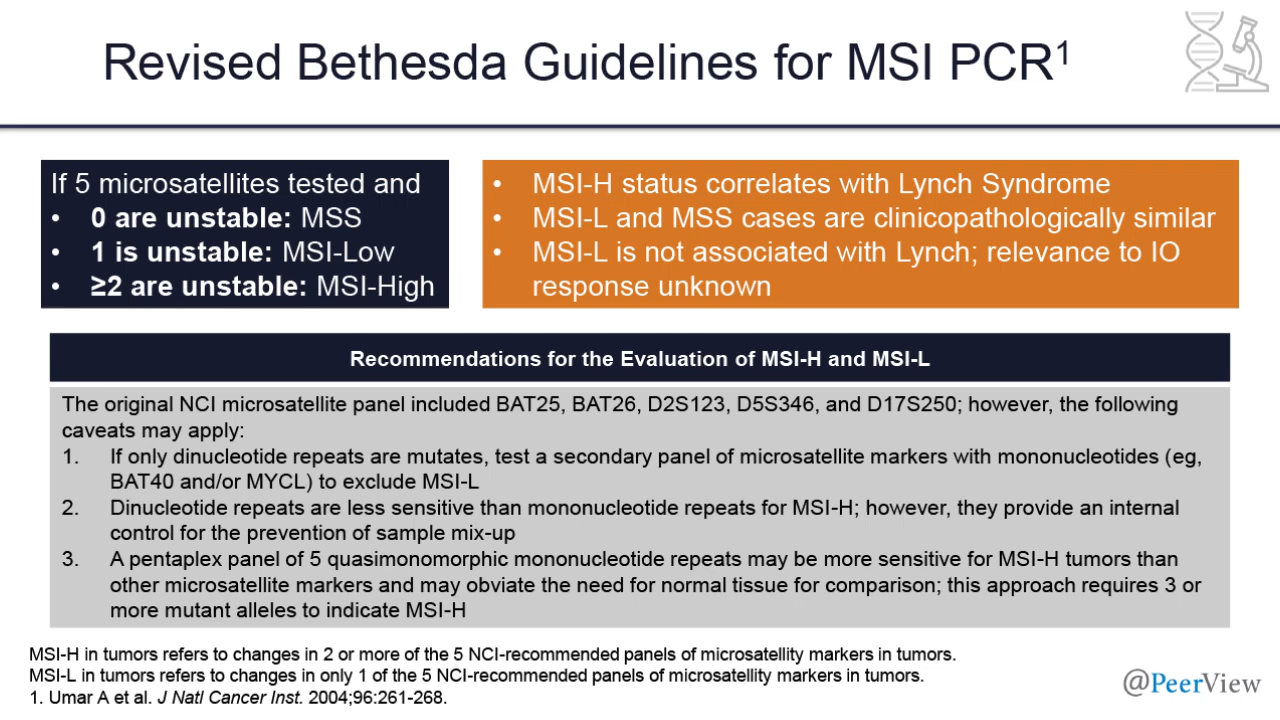 Revised Bethesda Guidelines for MSI PCR1
If 5 microsatellites tested and
• 0 are unstable: MSS
• 1 is unstable: MSI-Low
• ≥2 are unstable: MSI-High
• MSI-H status correlates with Lynch Syndrome
• MSI-L and MSS cases are clinicopathologically similar
• MSI-L is not associated with Lynch; relevance to IO
response unknown
Recommendations for the Evaluation of MSI-H and MSI-L
The original NCI microsatellite panel included BAT25, BAT26, D2S123, D5S346, and D17S250; however, the following
caveats may apply:
1. If only dinucleotide repeats are mutates, test a secondary panel of microsatellite markers with mononucleotides (eg,
BAT40 and/or MYCL) to exclude MSI-L
2. Dinucleotide repeats are less sensitive than mononucleotide repeats for MSI-H; however, they provide an internal
control for the prevention of sample mix-up
3. A pentaplex panel of 5 quasimonomorphic mononucleotide repeats may be more sensitive for MSI-H tumors than
other microsatellite markers and may obviate the need for normal tissue for comparison; this approach requires 3 or
more mutant alleles to indicate MSI-H
MSI-H in tumors refers to changes in 2 or more of the 5 NCI-recommended panels of microsatellity markers in tumors.
MSI-L in tumors refers to changes in only 1 of the 5 NCI-recommended panels of microsatellity markers in tumors.
1. Umar A et al. J Natl Cancer Inst. 2004;96:261-268.
@PeerView